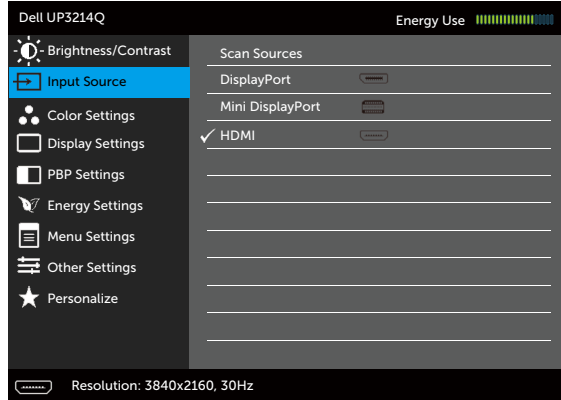 Dell UP3214Q
Energy Use
Brightness/Contrast
Input Source
Color Settings
Display Settings
PBP Settings
Energy Settings
Menu Settings
Other Settings
Personalize
Scan Sources
DisplayPort
Mini DisplayPort
HDMI
Resolution: 3840x2160, 30Hz